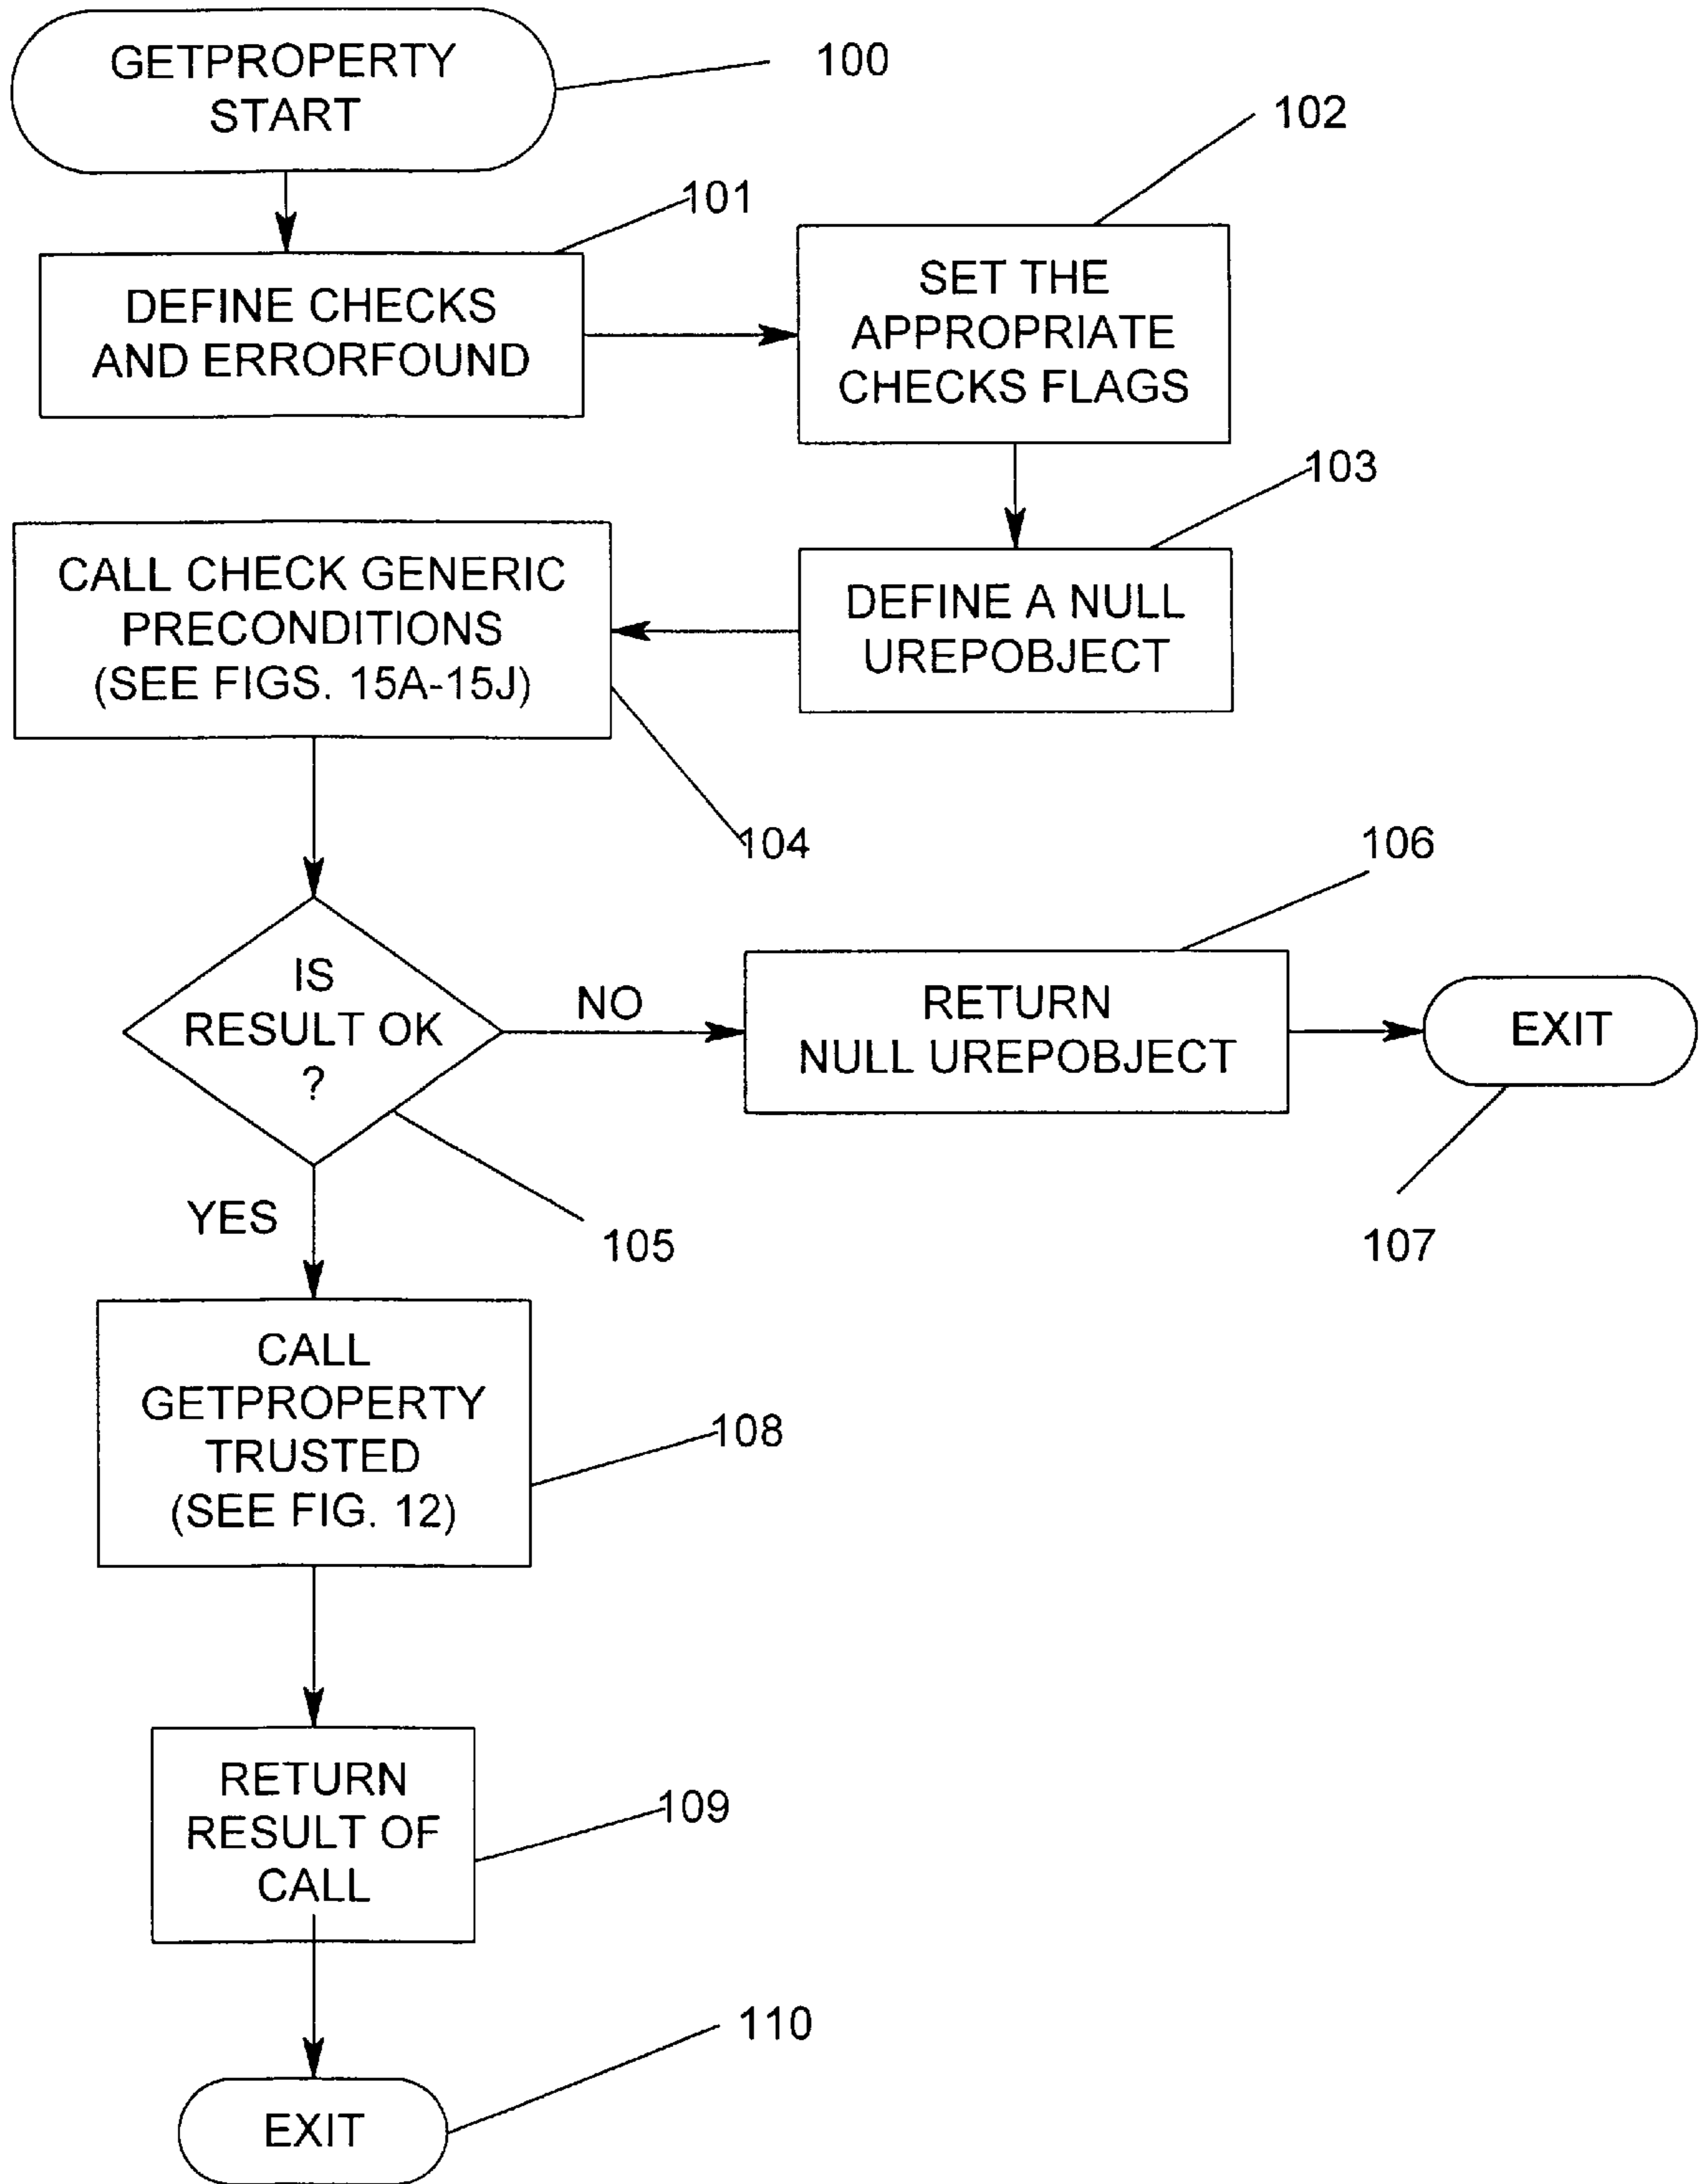 GETPROPERTY
START
100
101
DEFINE CHECKS
AND ERRORFOUND
102
SET THE
APPROPRIATE
CHECKS FLAGS
103
DEFINE A NULL
UREPOBJECT
CALL CHECK GENERIC
PRECONDITIONS
(SEE FIGS. 15A-15J)
104
IS
RESULT OK
?
105
NO
106
RETURN
NULL UREPOBJECT
EXIT
107
YES
CALL
GETPROPERTY
TRUSTED
(SEE FIG. 12)
108
RETURN
RESULT OF
CALL
109
EXIT
110